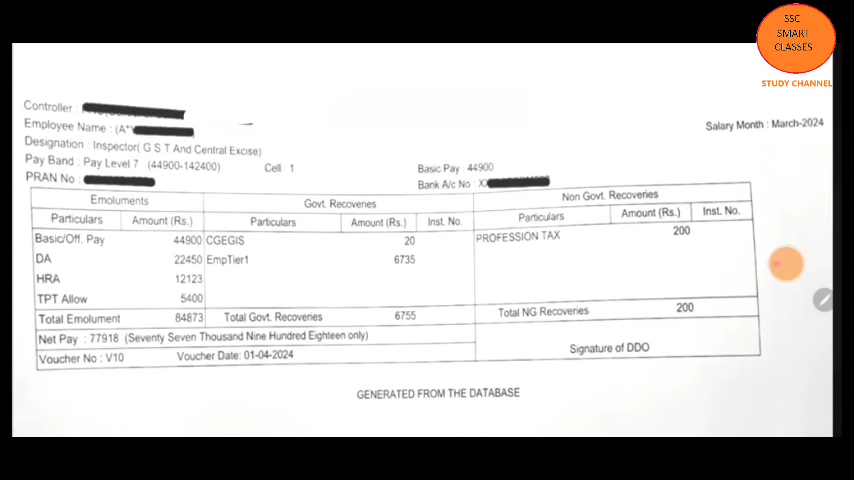 SSC
SMART
CLASSES
STUDY CHANNEL
Controller :
Employee Name : (A
Salary Month : March-2024
Designation : Inspector( G S T And Central Excise)
Pay Band : Pay Level 7 (44900-142400) Cell : 1 Basic Pay : 44900
PRAN No : Bank A/c No : XX
Emoluments Govt. Recoveries Non Govt. Recoveries
Particulars Amount (Rs.) Particulars Amount (Rs.) Inst. No. Particulars Amount (Rs.) Inst. No.
Basic/Off. Pay 44900 CGEGIS 20 PROFESSION TAX 200
DA 22450 EmpTier1 6735
HRA 12123
TPT Allow 5400
Total Emolument 84873 Total Govt. Recoveries 6755 Total NG Recoveries 200
Net Pay : 77918 (Seventy Seven Thousand Nine Hundred Eighteen only)
Voucher No : V10 Voucher Date: 01-04-2024 Signature of DDO
GENERATED FROM THE DATABASE